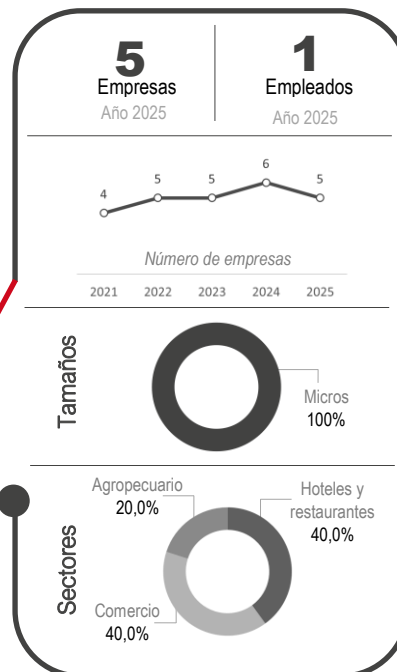 5
Empresas
Año 2025
1
Empleados
Año 2025
4
5
5
6
5
Número de empresas
2021 2022 2023 2024 2025
Tamaños
Micros
100%
Sectores
Agropecuario
20,0%
Hoteles y
restaurantes
40,0%
Comercio
40,0%